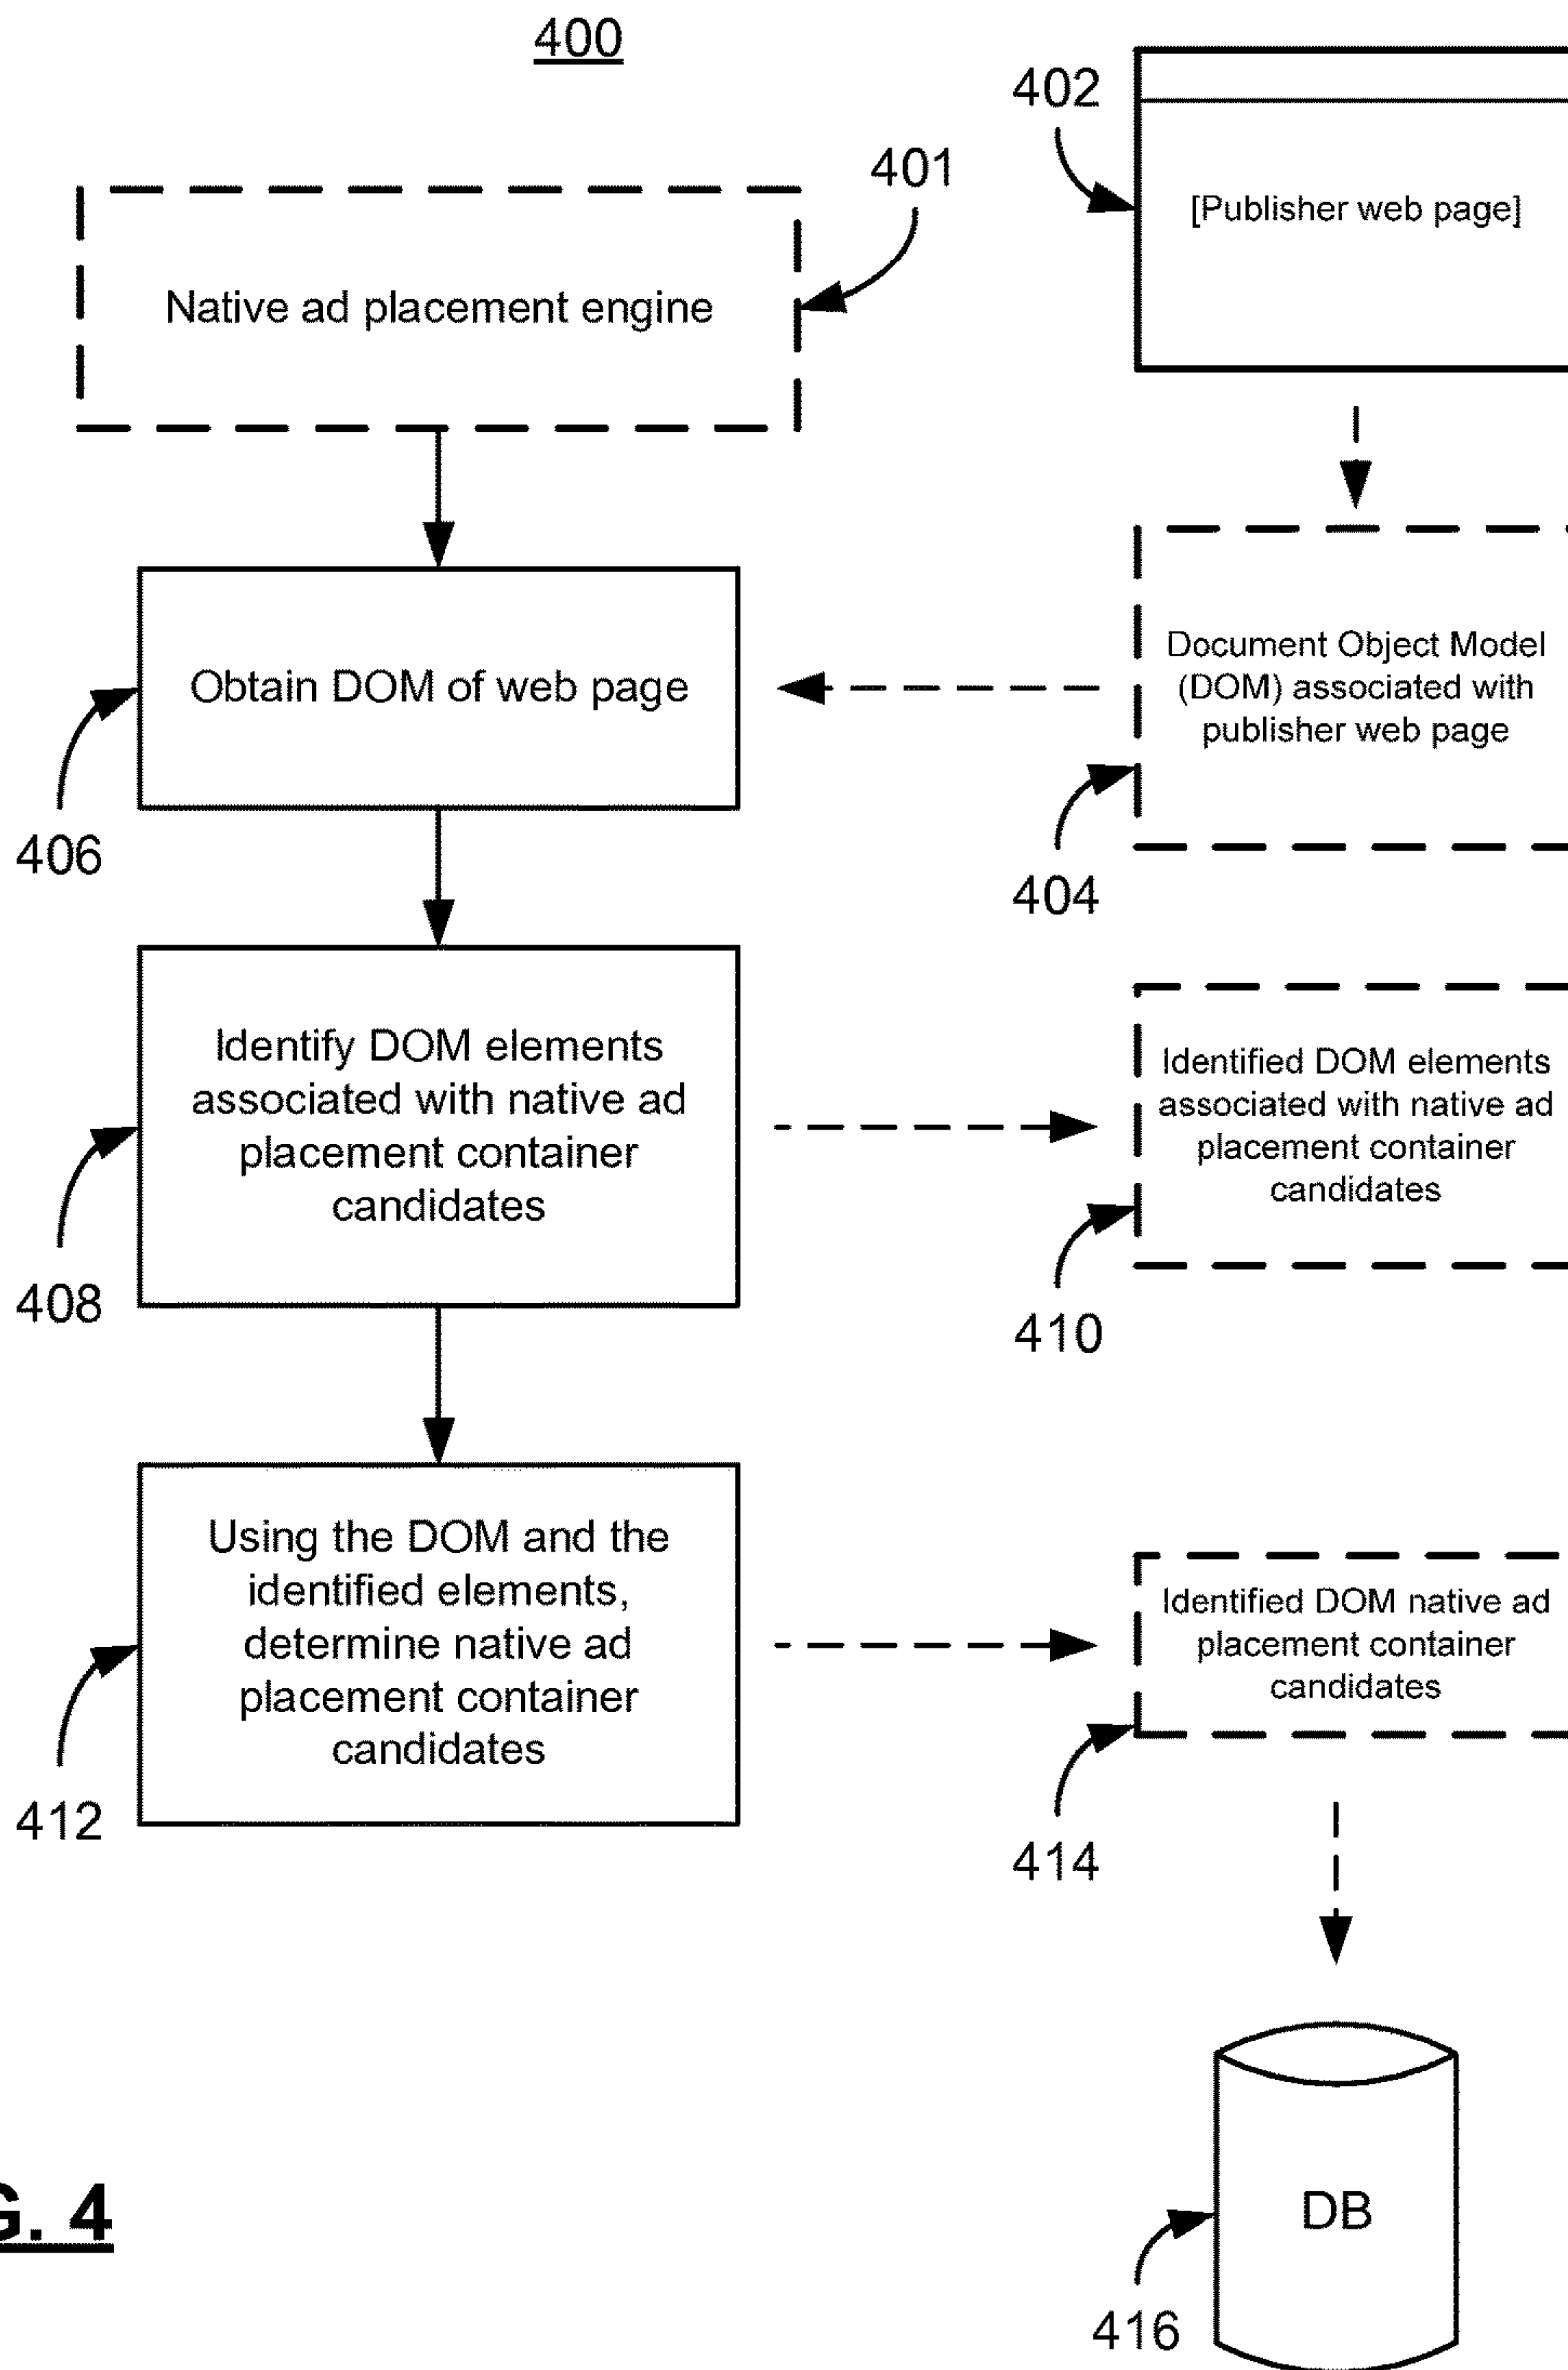 400
402
401
[Publisher web page]
Native ad placement engine
Document Object Model
(DOM) associated with
publisher web page
Obtain DOM of web page
406
404
Identify DOM elements
associated with native ad
placement container
candidates
Identified DOM elements
associated with native ad
placement container
candidates
408
410
Using the DOM and the
identified elements,
determine native ad
placement container
candidates
Identified DOM native ad
placement container
candidates
412
414
DB
G. 4
416